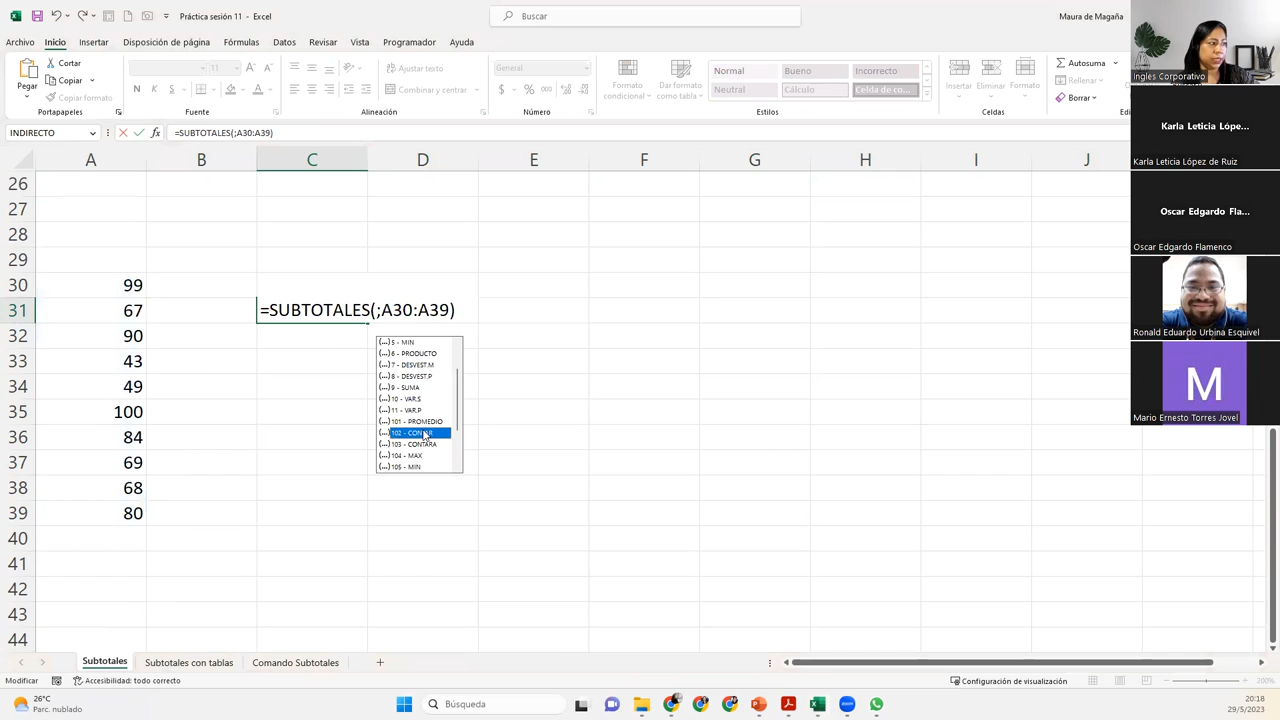 Práctica sesión 11 - Excel
Buscar
Maura de Magaña
Archivo Inicio Insertar Disposición de página Fórmulas Datos Revisar Vista Programador Ayuda
Pegar
Cortar
Copiar
Copiar formato
Portapapeles
11
N K S
Fuente
Ajustar texto
Combinar y centrar
Alineación
General
Número
Formato condicional
Dar formato como tabla
Normal Bueno Incorrecto
Neutral Cálculo Celda de co...
Estilos
Insertar Eliminar Formato
Celdas
Autosuma
Rellenar
Borrar
Ingles Corporativo
Karla Leticia Lópe...
Karla Leticia López de Ruiz
Oscar Edgardo Fla...
Oscar Edgardo Flamenco
Ronald Eduardo Urbina Esquivel
M
Mario Ernesto Torres Jovel
INDIRECTO
=SUBTOTALES(;A30:A39)
A B C D E F G H I J
26
27
28
29
30 99
31 67 =SUBTOTALES(;A30:A39)
32 90
33 43
34 49
35 100
36 84
37 69
38 68
39 80
40
41
42
43
44
(...) 5 - MIN
(...) 6 - PRODUCTO
(...) 7 - DESVEST.M
(...) 8 - DESVEST.P
(...) 9 - SUMA
(...) 10 - VAR.S
(...) 11 - VAR.P
(...) 101 - PROMEDIO
(...) 102 - CONTAR
(...) 103 - CONTARA
(...) 104 - MAX
(...) 105 - MIN
Subtotales Subtotales con tablas Comando Subtotales
Modificar
Accesibilidad: todo correcto
Configuración de visualización
200%
26°C
Parc. nublado
Búsqueda
20:18
29/5/2023